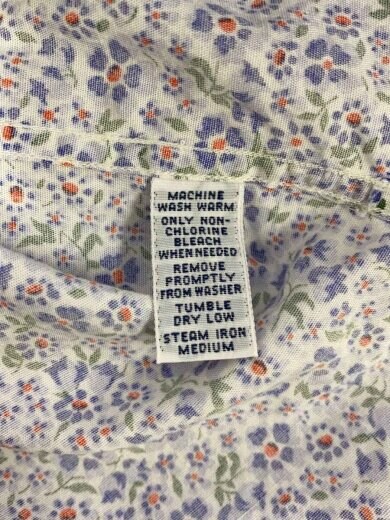 MACHINE
WASH WARM
ONLY NON-
CHLORINE
BLEACH
WHEN NEEDED
REMOVE
PROMPTLY
FROM WASHER
TUMBLE
DRY LOW
STEAM IRON
MEDIUM